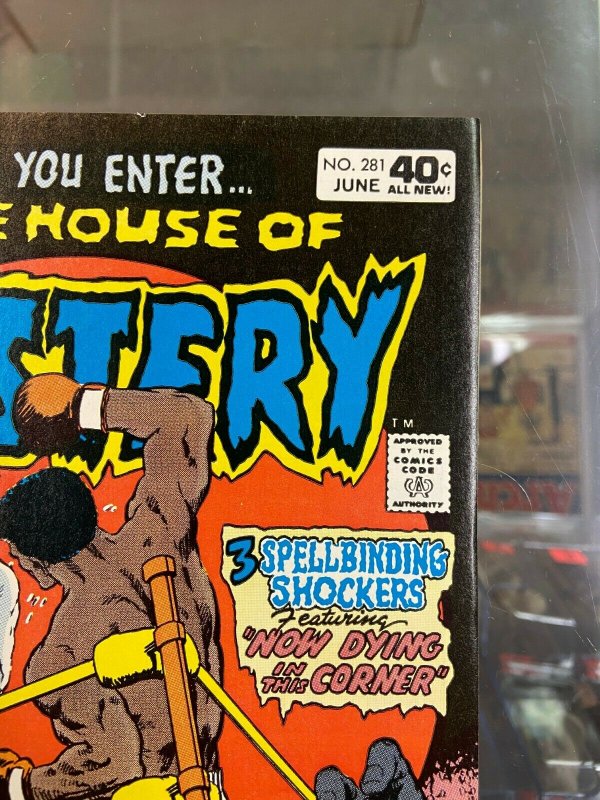 YOU ENTER...
NO. 281 40¢
JUNE ALL NEW!
E HOUSE OF
STERY
TM
APPROVED
BY THE
COMICS
CODE
AUTHORITY
3 SPELLBINDING
SHOCKERS
Featuring
"NOW DYING
IN
THIS CORNER"